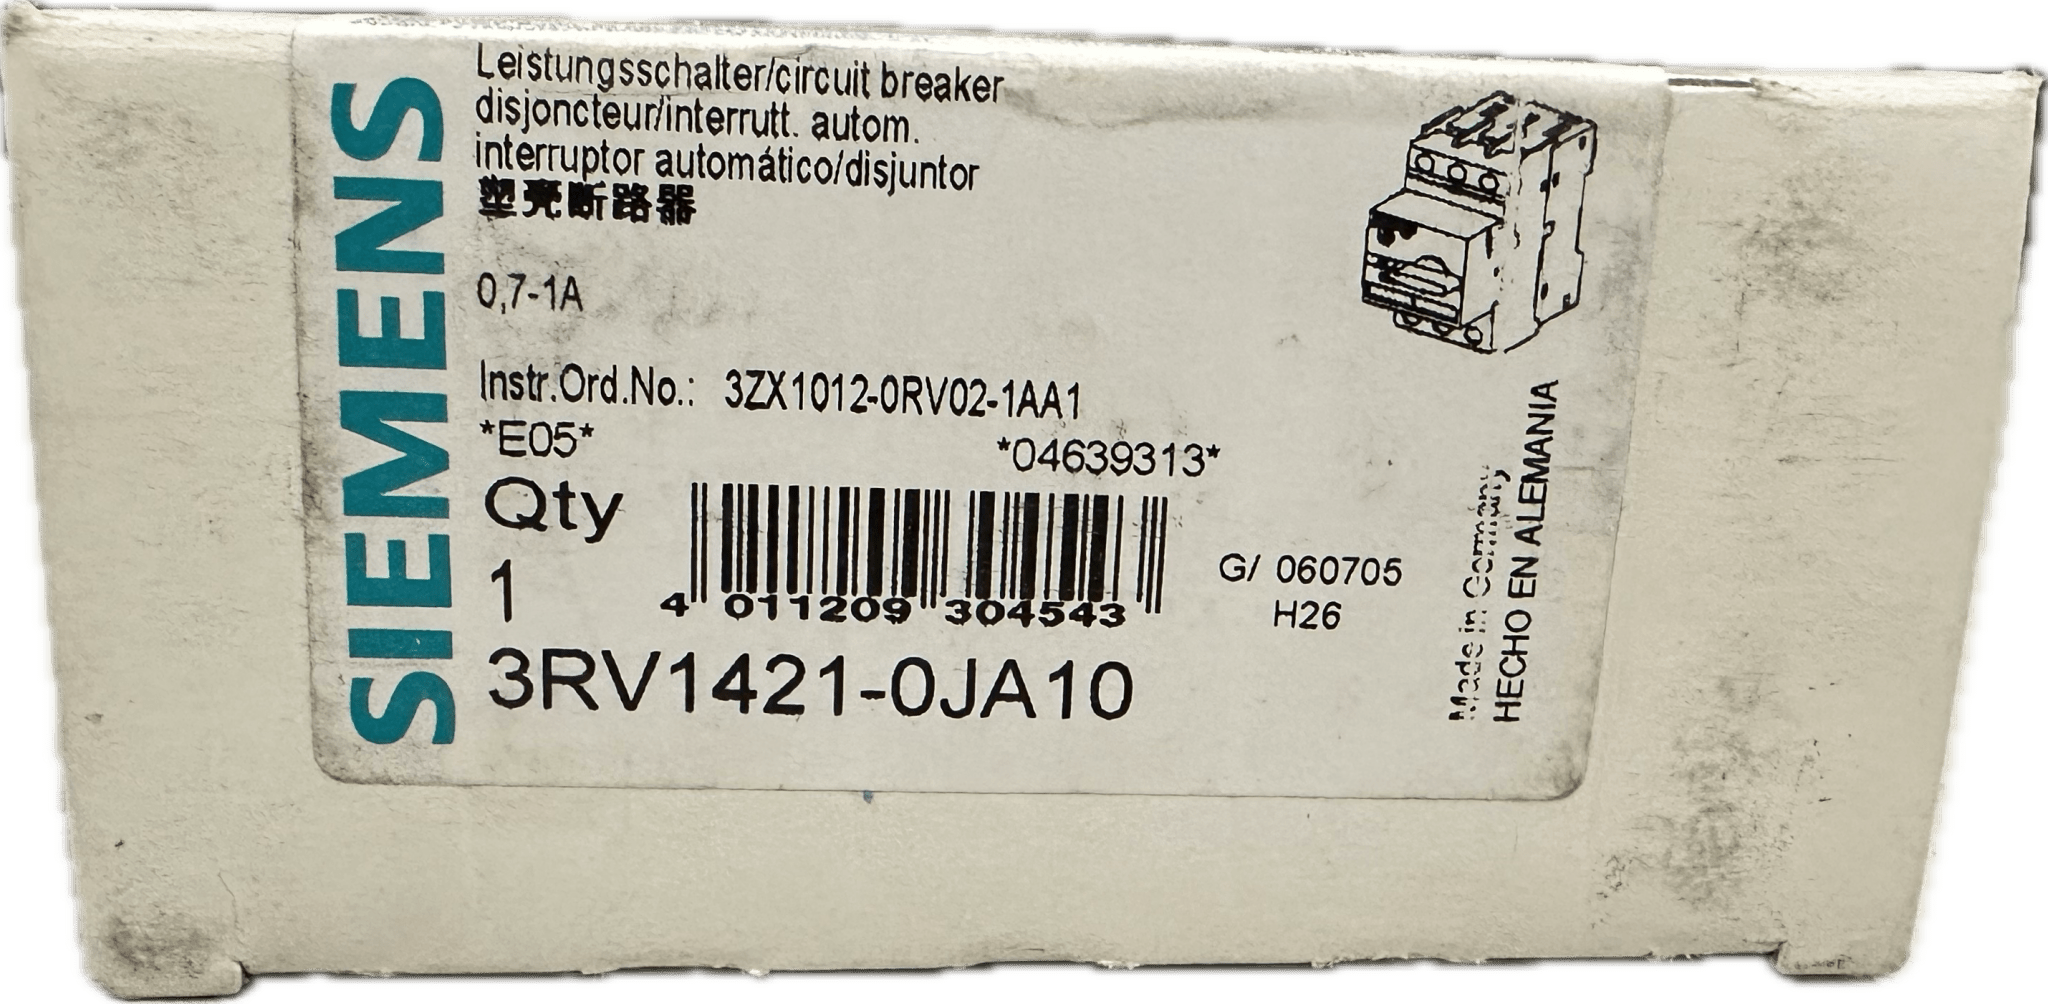 SIEMENS
Leistungsschalter/circuit breaker
disjoncteur/interrutt. autom.
interruptor automático/disjuntor
塑壳断路器
0,7-1A
Instr.Ord.No.: 3ZX1012-0RV02-1AA1
*E05*
*04639313*
Qty
1
4 011209 304543
G/ 060705
H26
3RV1421-0JA10
Made in Germany
HECHO EN ALEMANIA